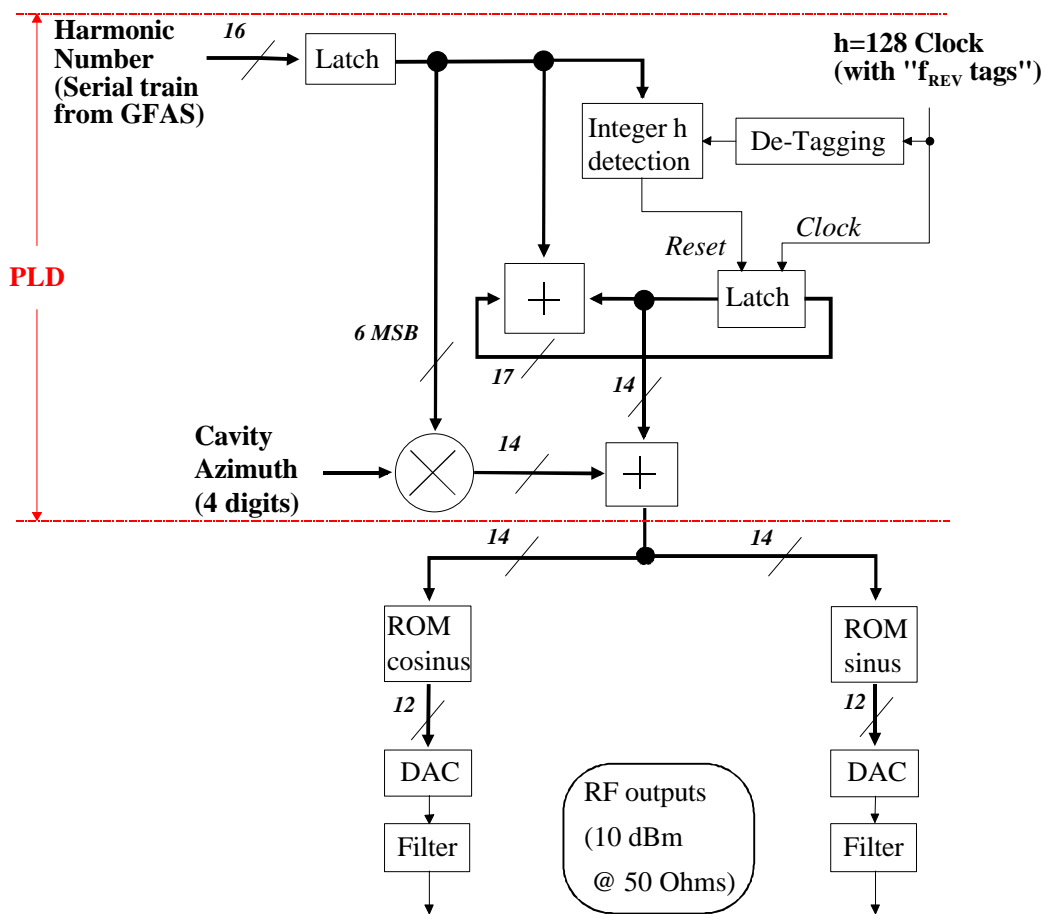 Harmonic
Number
(Serial train
from GFAS)
16
Latch
h=128 Clock
(with "fREV tags")
Integer h
detection
De-Tagging
Reset
Clock
PLD
+
Latch
6 MSB
17
14
Cavity
Azimuth
(4 digits)
14
+
14
14
ROM
cosinus
ROM
sinus
12
12
DAC
DAC
RF outputs
(10 dBm
@ 50 Ohms)
Filter
Filter